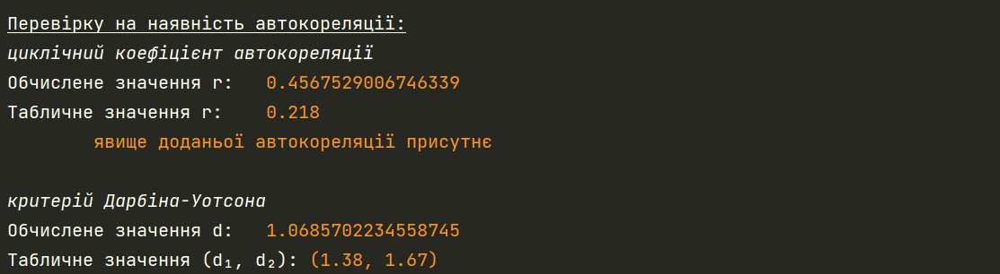 Перевірку на наявність автокореляції:
циклічний коефіцієнт автокореляції
Обчислене значення r: 0.4567529006746339
Табличне значення r: 0.218
явище доданьої автокореляції присутнє
критерій Дарбіна-Уотсона
Обчислене значення d: 1.0685702234558745
Табличне значення (d₁, d₂): (1.38, 1.67)